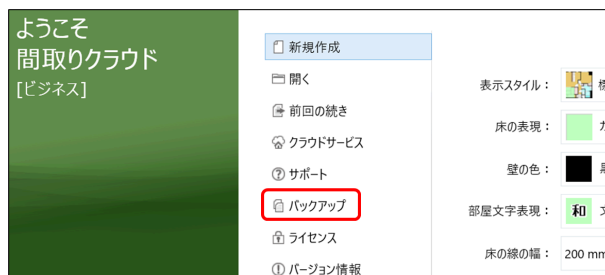 ようこそ
間取りクラウド
[ビジネス]
新規作成
開く
前回の続き
クラウドサービス
サポート
バックアップ
ライセンス
バージョン情報
表示スタイル：
床の表現：
壁の色：
部屋文字表現： 和
床の線の幅： 200 mm